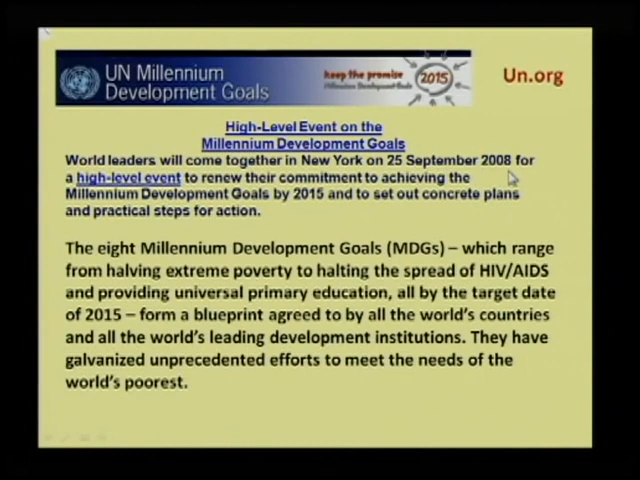 UN Millennium
Development Goals
keep the promise
Millennium Development Goals
2015
Un.org
High-Level Event on the
Millennium Development Goals
World leaders will come together in New York on 25 September 2008 for
a high-level event to renew their commitment to achieving the
Millennium Development Goals by 2015 and to set out concrete plans
and practical steps for action.
The eight Millennium Development Goals (MDGs) – which range
from halving extreme poverty to halting the spread of HIV/AIDS
and providing universal primary education, all by the target date
of 2015 – form a blueprint agreed to by all the world's countries
and all the world's leading development institutions. They have
galvanized unprecedented efforts to meet the needs of the
world's poorest.